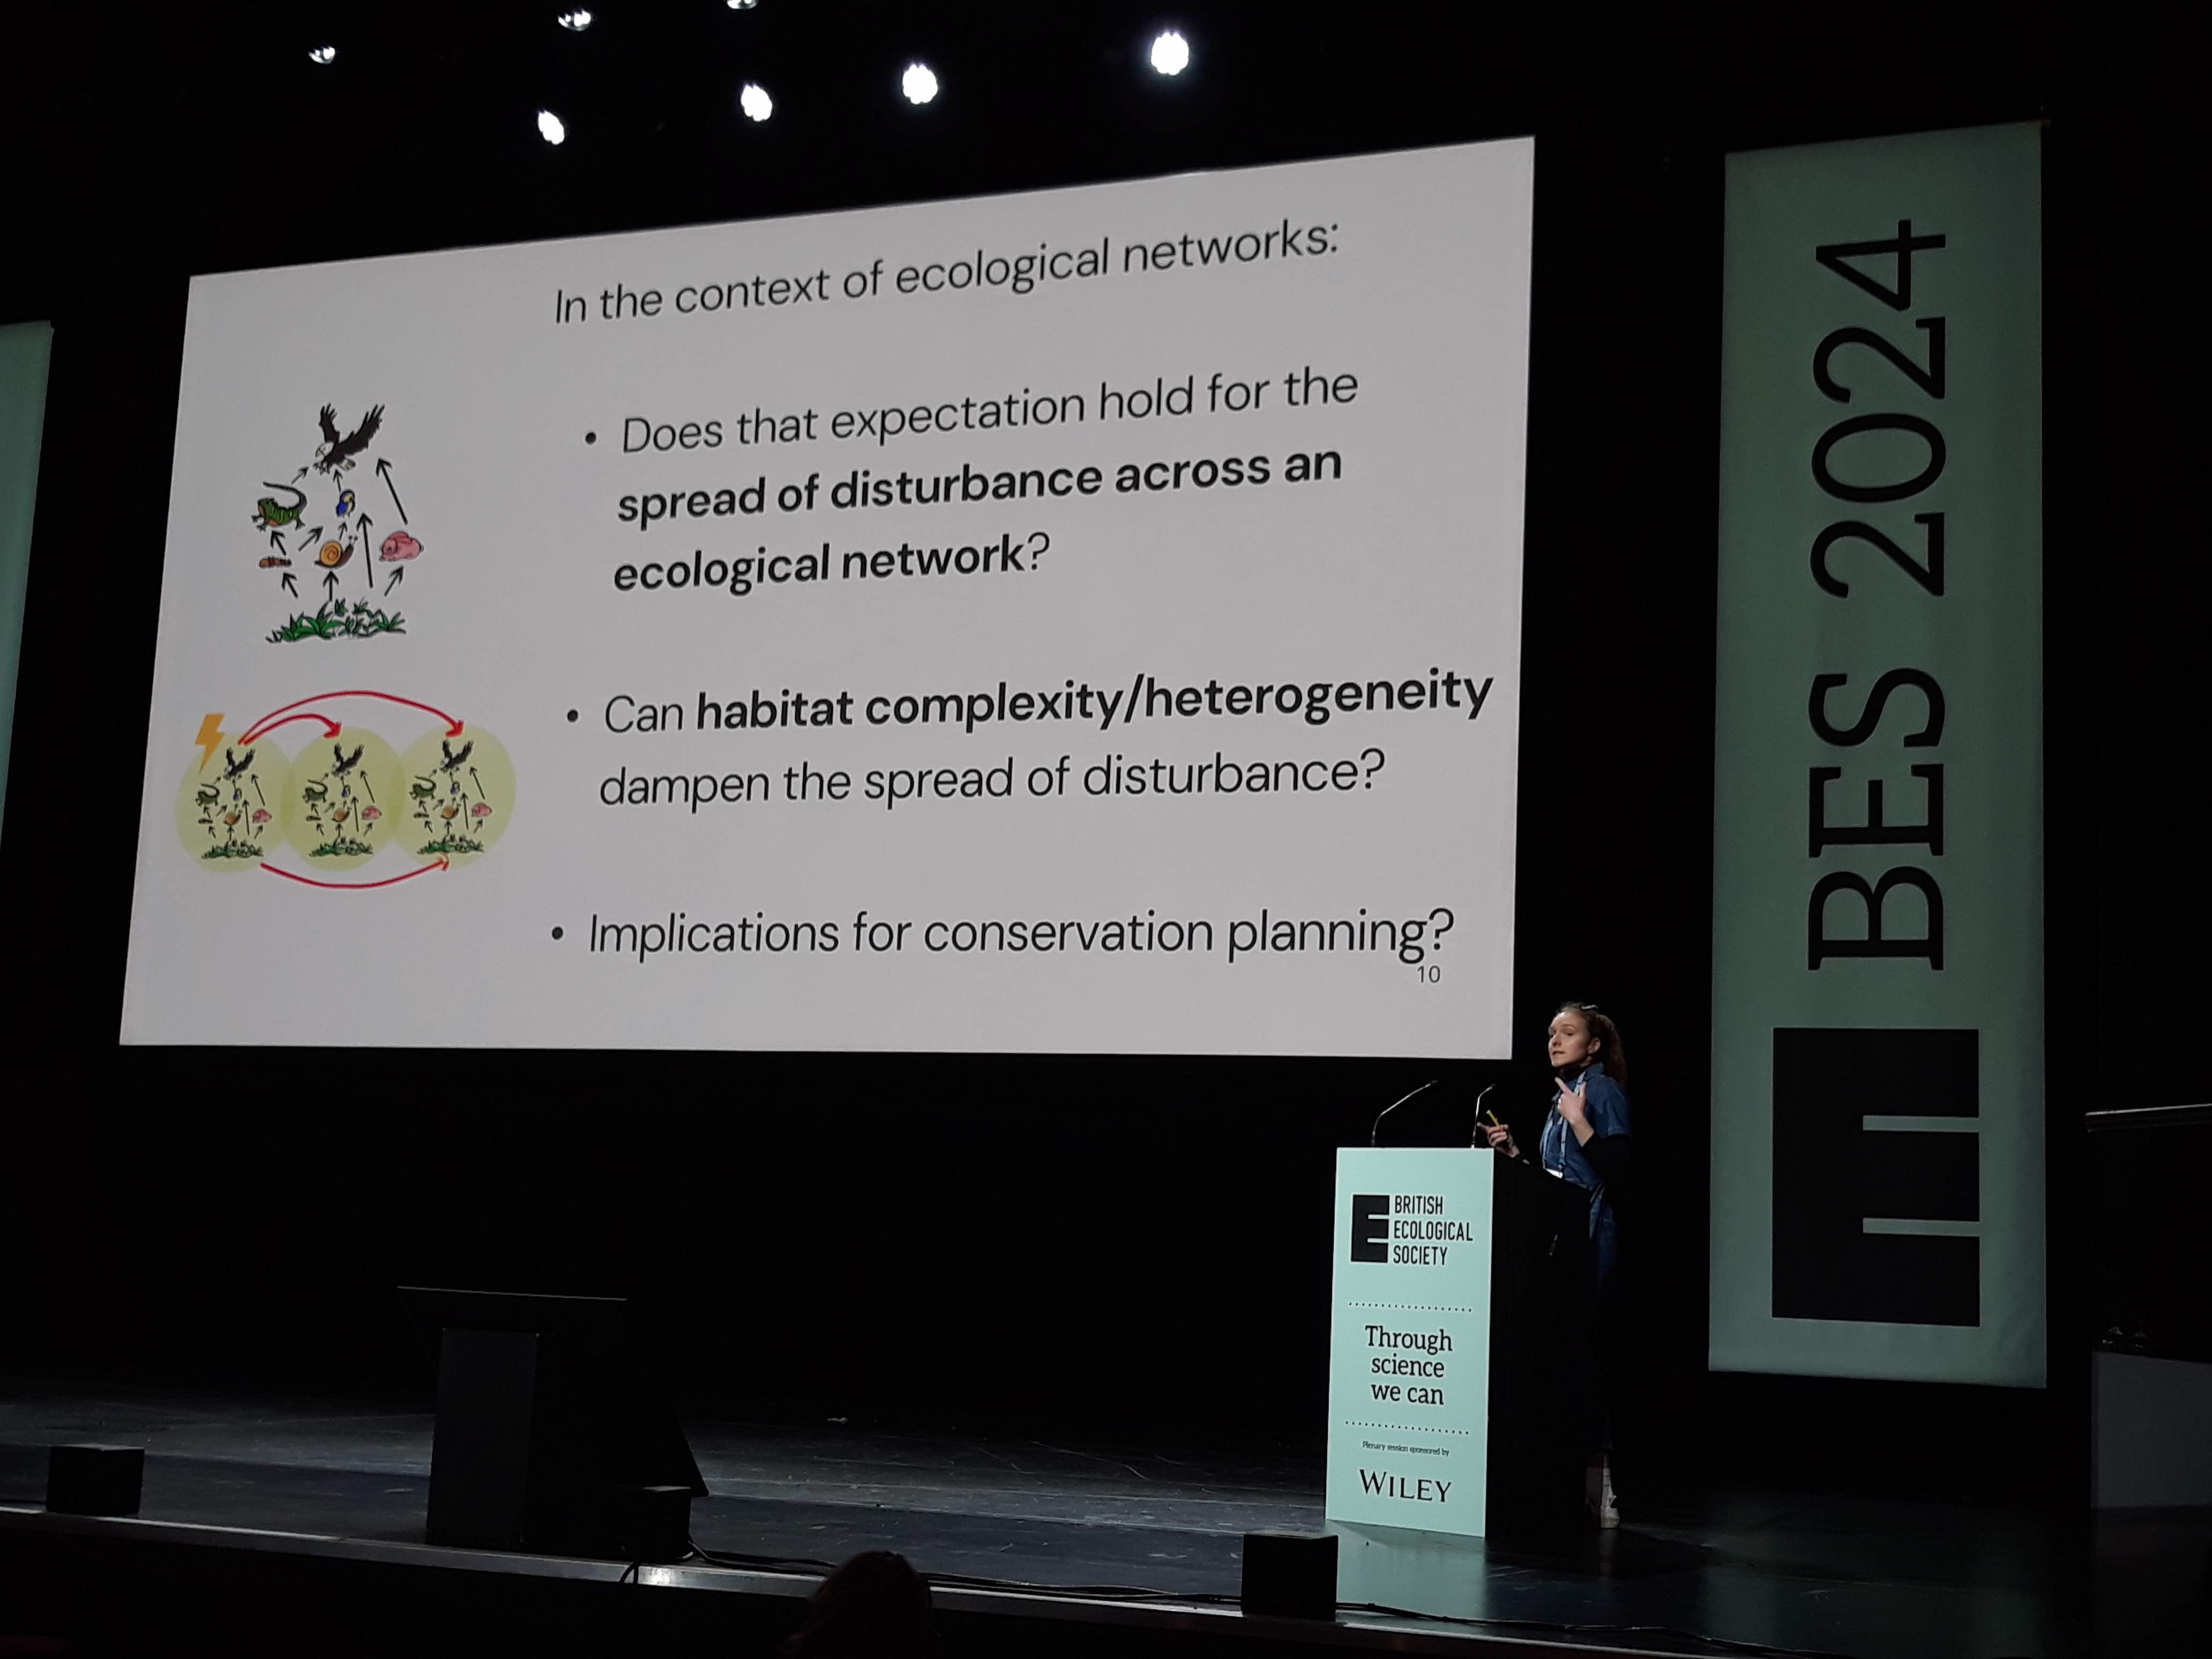 In the context of ecological networks:
• Does that expectation hold for the
spread of disturbance across an
ecological network?
• Can habitat complexity/heterogeneity
dampen the spread of disturbance?
• Implications for conservation planning?
10
BES 2024
BRITISH
ECOLOGICAL
SOCIETY
Through
science
we can
Plenary session sponsored by
WILEY